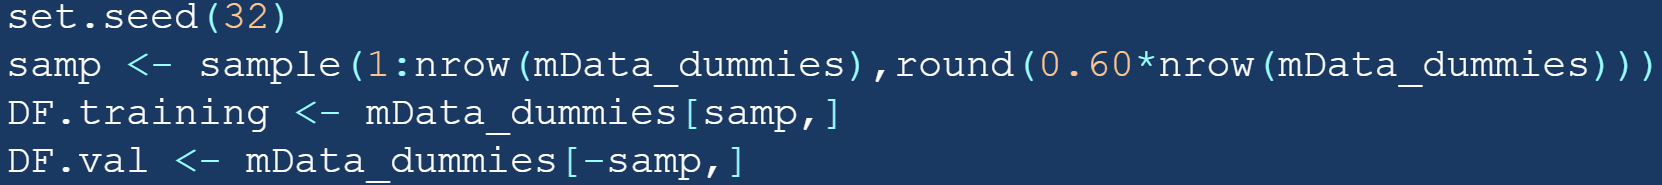 set.seed(32)
samp <- sample(1:nrow(mData_dummies),round(0.60*nrow(mData_dummies)))
DF.training <- mData_dummies[samp,]
DF.val <- mData_dummies[-samp,]